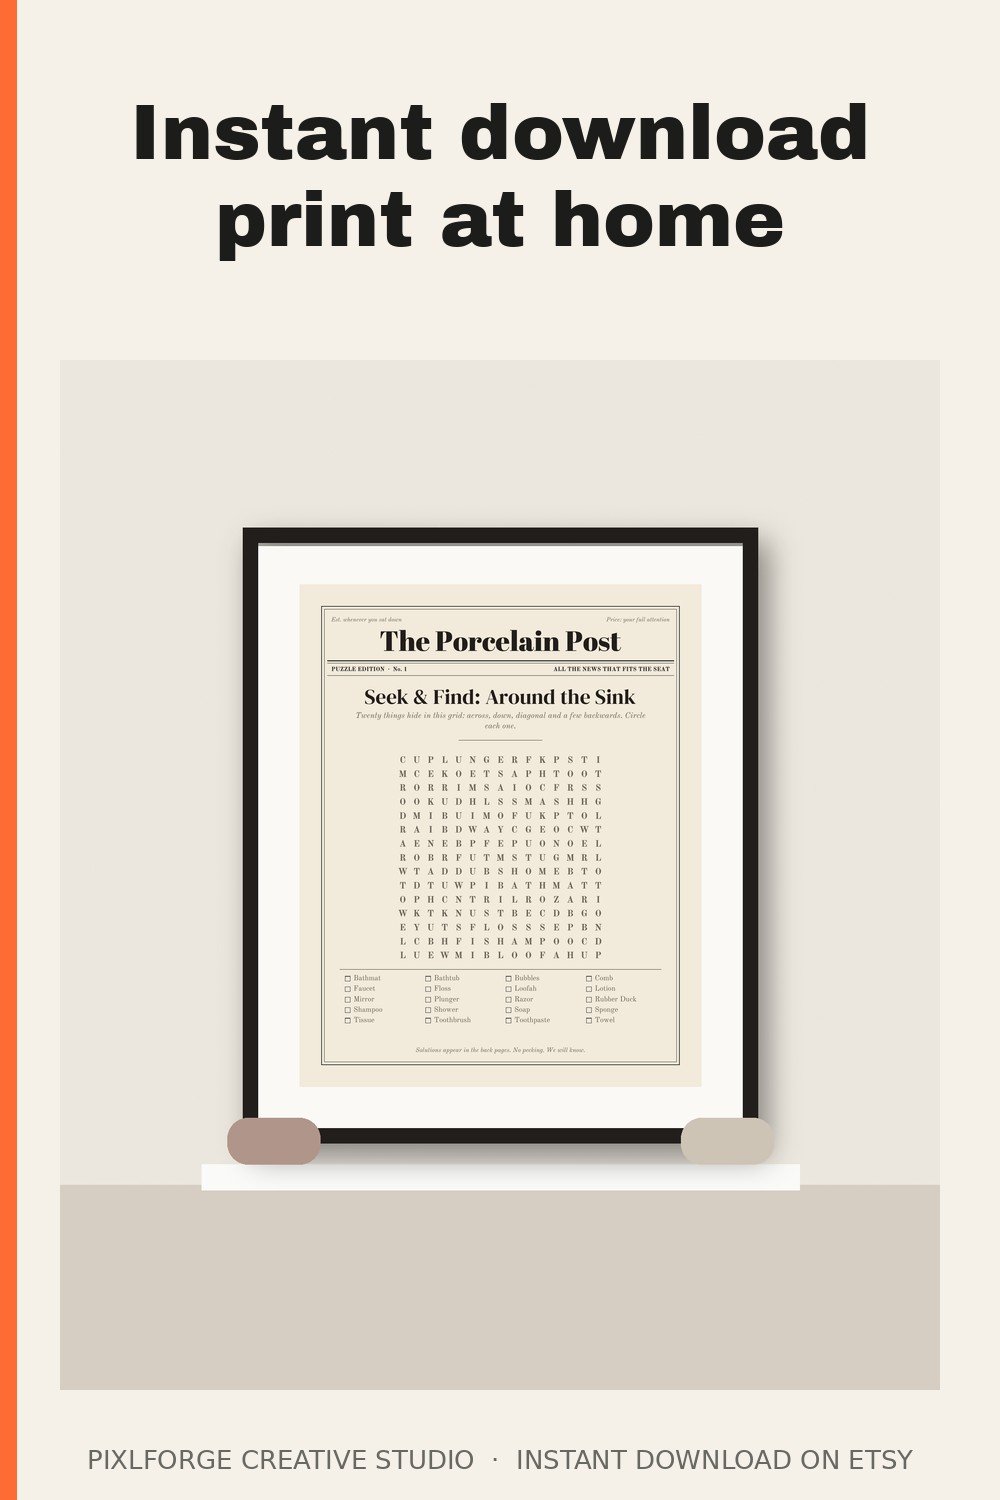 Instant download
print at home
Est. whenever you sat down
Price: your full attention
The Porcelain Post
PUZZLE EDITION · No. 1
ALL THE NEWS THAT FITS THE SEAT
Seek & Find: Around the Sink
Twenty things hide in this grid: across, down, diagonal and a few backwards. Circle
each one.
C U P L U N G E R F K P S T I
M C E K O E T S A P H T O O T
R O R R I M S A I O C F R S S
O O K U D H L S S M A S H H G
D M I B U I M O F U K P T O L
R A I B D W A Y C G E O C W T
A E N E B P F E P U O N O E L
R O B R F U T M S T U G M R L
W T A D D U B S H O M E B T O
T D T U W P I B A T H M A T T
O P H C N T R I L R O Z A R I
W K T K N U S T B E C D B G O
E Y U T S F L O S S S E P B N
L C B H F I S H A M P O O C D
L U E W M I B L O O F A H U P
Bathmat Bathtub Bubbles Comb
Faucet Floss Loofah Lotion
Mirror Plunger Razor Rubber Duck
Shampoo Shower Soap Sponge
Tissue Toothbrush Toothpaste Towel
Solutions appear in the back pages. No peeking. We will know.
PIXLFORGE CREATIVE STUDIO · INSTANT DOWNLOAD ON ETSY